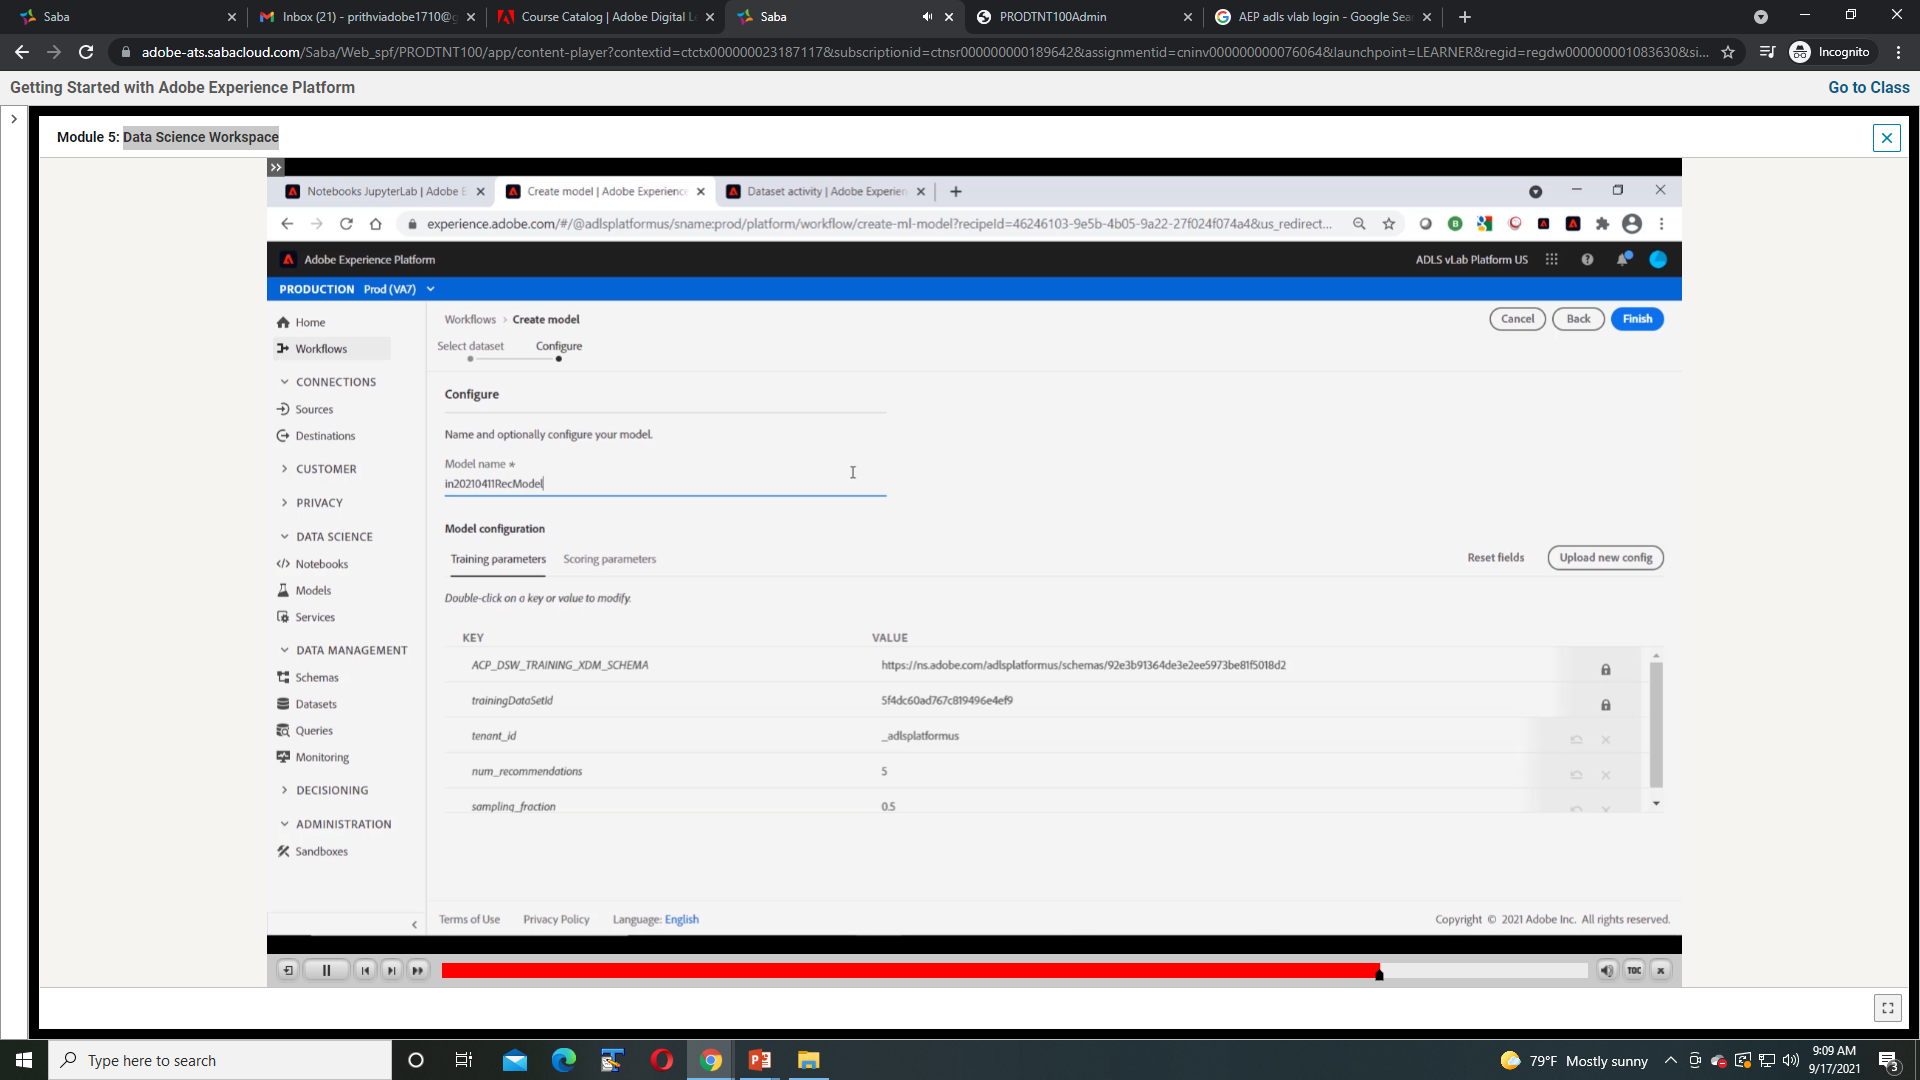 Saba
Inbox (21) - prithviadobe1710@g
Course Catalog | Adobe Digital L
Saba
PRODTNT100Admin
AEP adls vlab login - Google Sea
adobe-ats.sabacloud.com/Saba/Web_spf/PRODTNT100/app/content-player?contextid=ctctx000000023187117&subscriptionid=ctnsr000000000189642&assignmentid=cninv000000000076064&launchpoint=LEARNER&regid=regdw000000001083630&si...
Incognito
Getting Started with Adobe Experience Platform
Go to Class
Module 5: Data Science Workspace
Notebooks JupyterLab | Adobe E
Create model | Adobe Experience
Dataset activity | Adobe Experien
experience.adobe.com/#/@adlsplatformus/sname:prod/platform/workflow/create-ml-model?recipeId=46246103-9e5b-4b05-9a22-27f024f074a4&us_redirect...
Adobe Experience Platform
ADLS vLab Platform US
PRODUCTION Prod (VA7)
Home
Workflows
CONNECTIONS
Sources
Destinations
CUSTOMER
PRIVACY
DATA SCIENCE
Notebooks
Models
Services
DATA MANAGEMENT
Schemas
Datasets
Queries
Monitoring
DECISIONING
ADMINISTRATION
Sandboxes
Workflows > Create model
Cancel
Back
Finish
Select dataset
Configure
Configure
Name and optionally configure your model.
Model name *
in20210411RecModel
Model configuration
Training parameters
Scoring parameters
Reset fields
Upload new config
Double-click on a key or value to modify.
KEY VALUE
ACP_DSW_TRAINING_XDM_SCHEMA https://ns.adobe.com/adlsplatformus/schemas/92e3b91364de3e2ee5973be81f5018d2
trainingDataSetId 5f4dc60ad767c819496e4ef9
tenant_id _adlsplatformus
num_recommendations 5
sampling_fraction 0.5
Terms of Use
Privacy Policy
Language: English
Copyright © 2021 Adobe Inc. All rights reserved.
TOC
Type here to search
79°F Mostly sunny
9:09 AM
9/17/2021
3